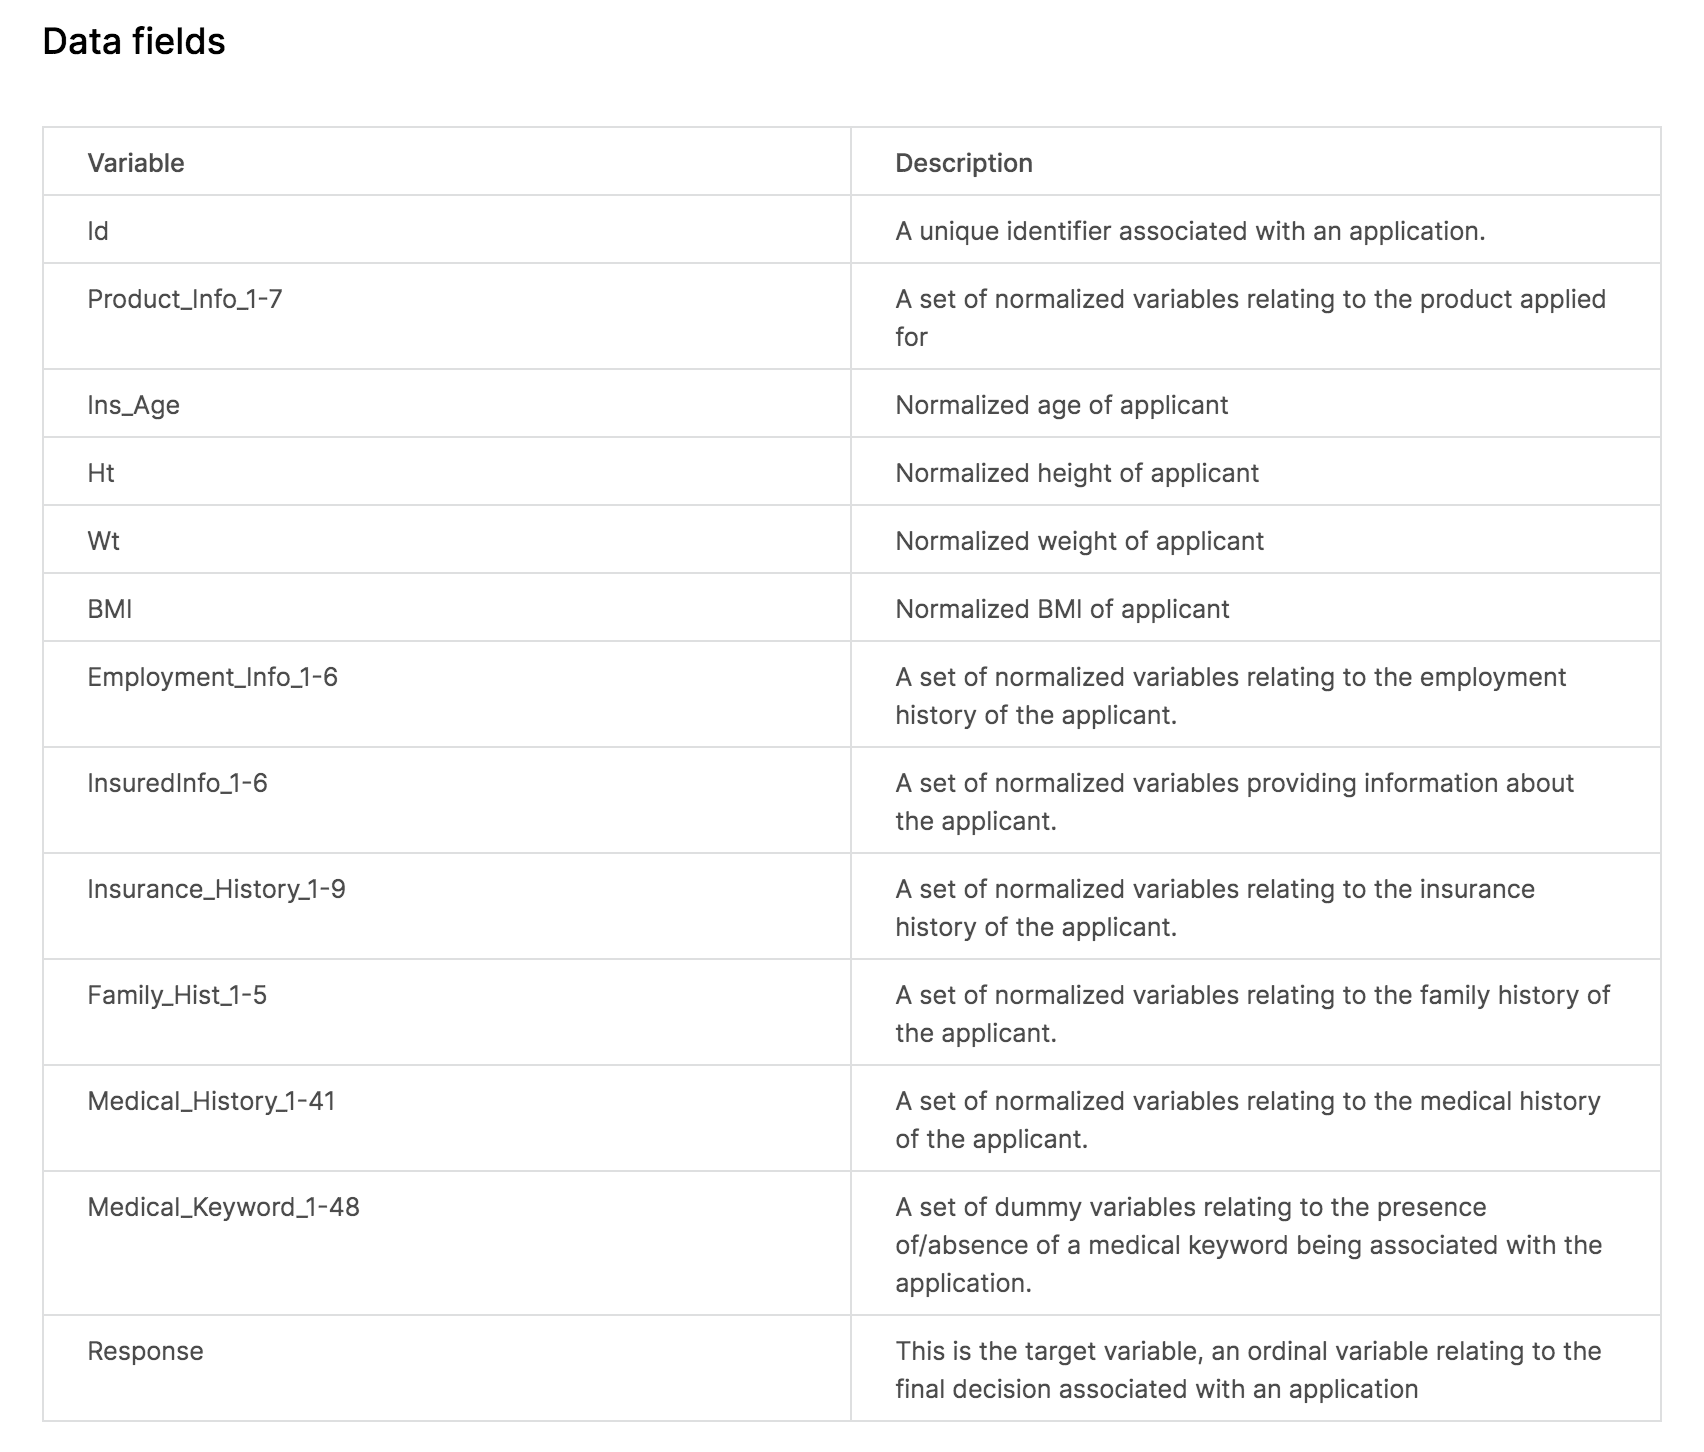 Data fields
Variable
Description
Id
A unique identifier associated with an application.
Product_Info_1-7
A set of normalized variables relating to the product applied
for
Ins_Age
Normalized age of applicant
Ht
Normalized height of applicant
Wt
Normalized weight of applicant
BMI
Normalized BMI of applicant
Employment_Info_1-6
A set of normalized variables relating to the employment
history of the applicant.
InsuredInfo_1-6
A set of normalized variables providing information about
the applicant.
Insurance_History_1-9
A set of normalized variables relating to the insurance
history of the applicant.
Family_Hist_1-5
A set of normalized variables relating to the family history of
the applicant.
Medical_History_1-41
A set of normalized variables relating to the medical history
of the applicant.
Medical_Keyword_1-48
A set of dummy variables relating to the presence
of/absence of a medical keyword being associated with the
application.
Response
This is the target variable, an ordinal variable relating to the
final decision associated with an application